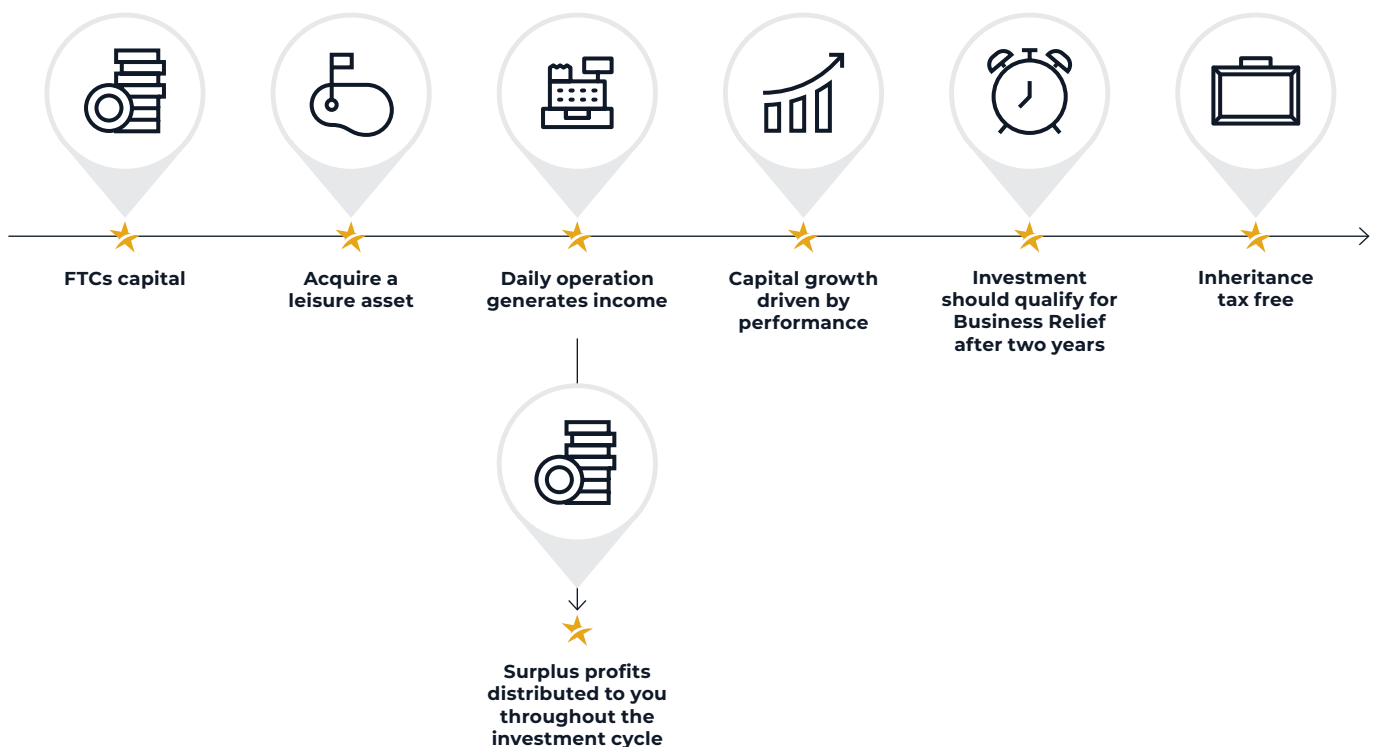 FTCs capital
Acquire a
leisure asset
Daily operation
generates income
Capital growth
driven by
performance
Investment
should qualify for
Business Relief
after two years
Inheritance
tax free
Surplus profits
distributed to you
throughout the
investment cycle